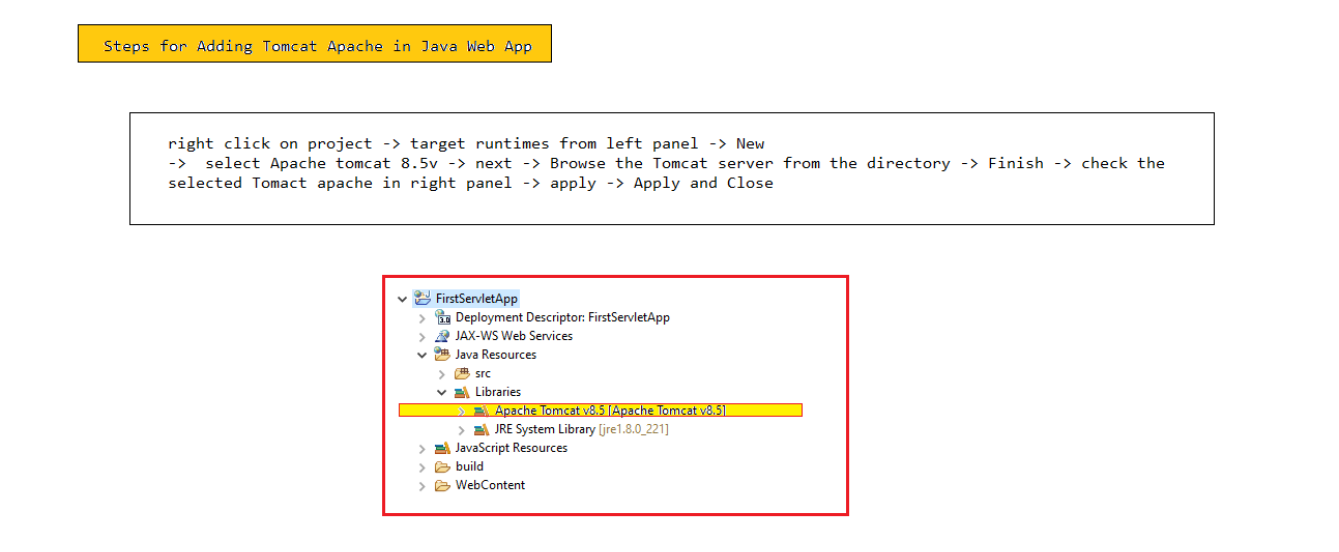 Steps for Adding Tomcat Apache in Java Web App
right click on project -> target runtimes from left panel -> New
-> select Apache tomcat 8.5v -> next -> Browse the Tomcat server from the directory -> Finish -> check the
selected Tomact apache in right panel -> apply -> Apply and Close
FirstServletApp
3.0 Deployment Descriptor: FirstServletApp
JAX-WS Web Services
Java Resources
src
Libraries
Apache Tomcat v8.5 [Apache Tomcat v8.5]
JRE System Library [jre1.8.0_221]
JavaScript Resources
build
WebContent